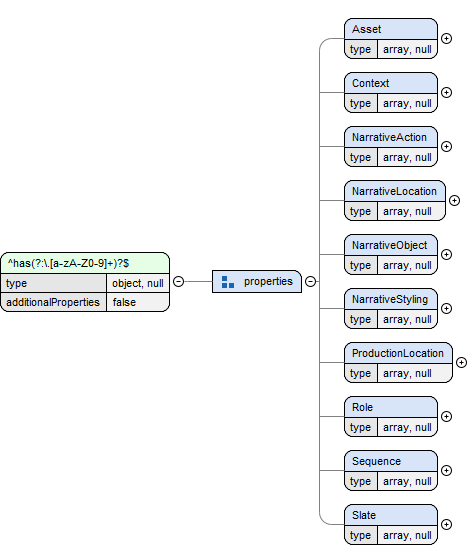 Asset
type array, null
Context
type array, null
NarrativeAction
type array, null
NarrativeLocation
type array, null
NarrativeObject
type array, null
NarrativeStyling
type array, null
ProductionLocation
type array, null
Role
type array, null
Sequence
type array, null
Slate
type array, null
^has(?:\.[a-zA-Z0-9]+)?$
type object, null
additionalProperties false
properties